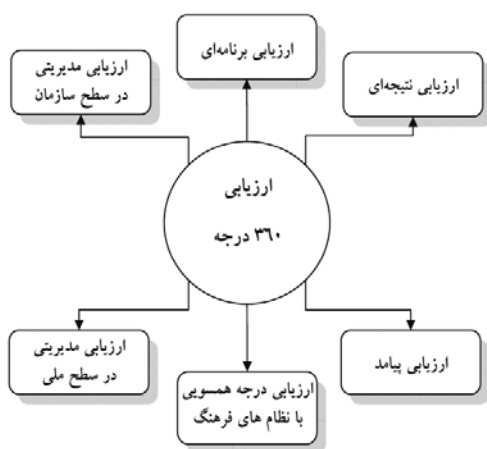 ارزیابی برنامه‌ای
ارزیابی نتیجه‌ای
ارزیابی مدیریتی
در سطح سازمان
ارزیابی
۳۶۰ درجه
ارزیابی پیامد
ارزیابی مدیریتی
در سطح ملی
ارزیابی درجه همسویی
با نظام های فرهنگ